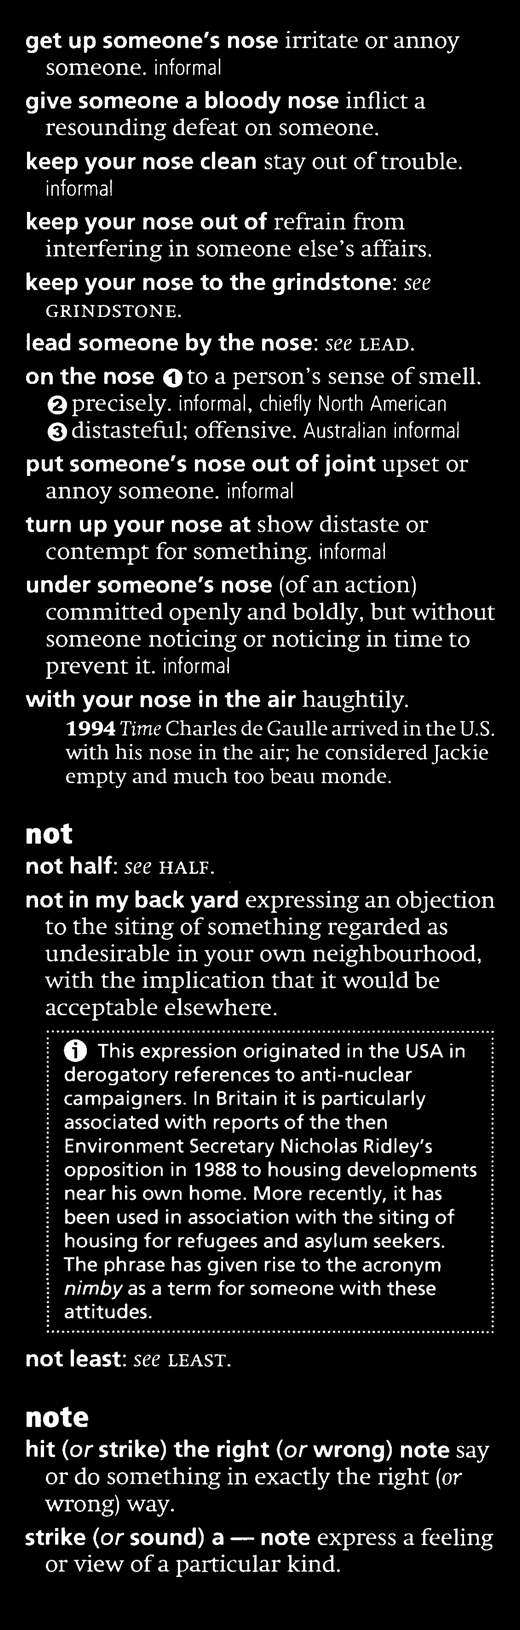 get up someone's nose irritate or annoy
someone. informal
give someone a bloody nose inflict a
resounding defeat on someone.
keep your nose clean stay out of trouble.
informal
keep your nose out of refrain from
interfering in someone else's affairs.
keep your nose to the grindstone: see
GRINDSTONE.
lead someone by the nose: see LEAD.
on the nose ❶ to a person's sense of smell.
❷ precisely. informal, chiefly North American
❸ distasteful; offensive. Australian informal
put someone's nose out of joint upset or
annoy someone. informal
turn up your nose at show distaste or
contempt for something. informal
under someone's nose (of an action)
committed openly and boldly, but without
someone noticing or noticing in time to
prevent it. informal
with your nose in the air haughtily.
1994 Time Charles de Gaulle arrived in the U.S.
with his nose in the air; he considered Jackie
empty and much too beau monde.
not
not half: see HALF.
not in my back yard expressing an objection
to the siting of something regarded as
undesirable in your own neighbourhood,
with the implication that it would be
acceptable elsewhere.
i This expression originated in the USA in
derogatory references to anti-nuclear
campaigners. In Britain it is particularly
associated with reports of the then
Environment Secretary Nicholas Ridley's
opposition in 1988 to housing developments
near his own home. More recently, it has
been used in association with the siting of
housing for refugees and asylum seekers.
The phrase has given rise to the acronym
nimby as a term for someone with these
attitudes.
not least: see LEAST.
note
hit (or strike) the right (or wrong) note say
or do something in exactly the right (or
wrong) way.
strike (or sound) a — note express a feeling
or view of a particular kind.